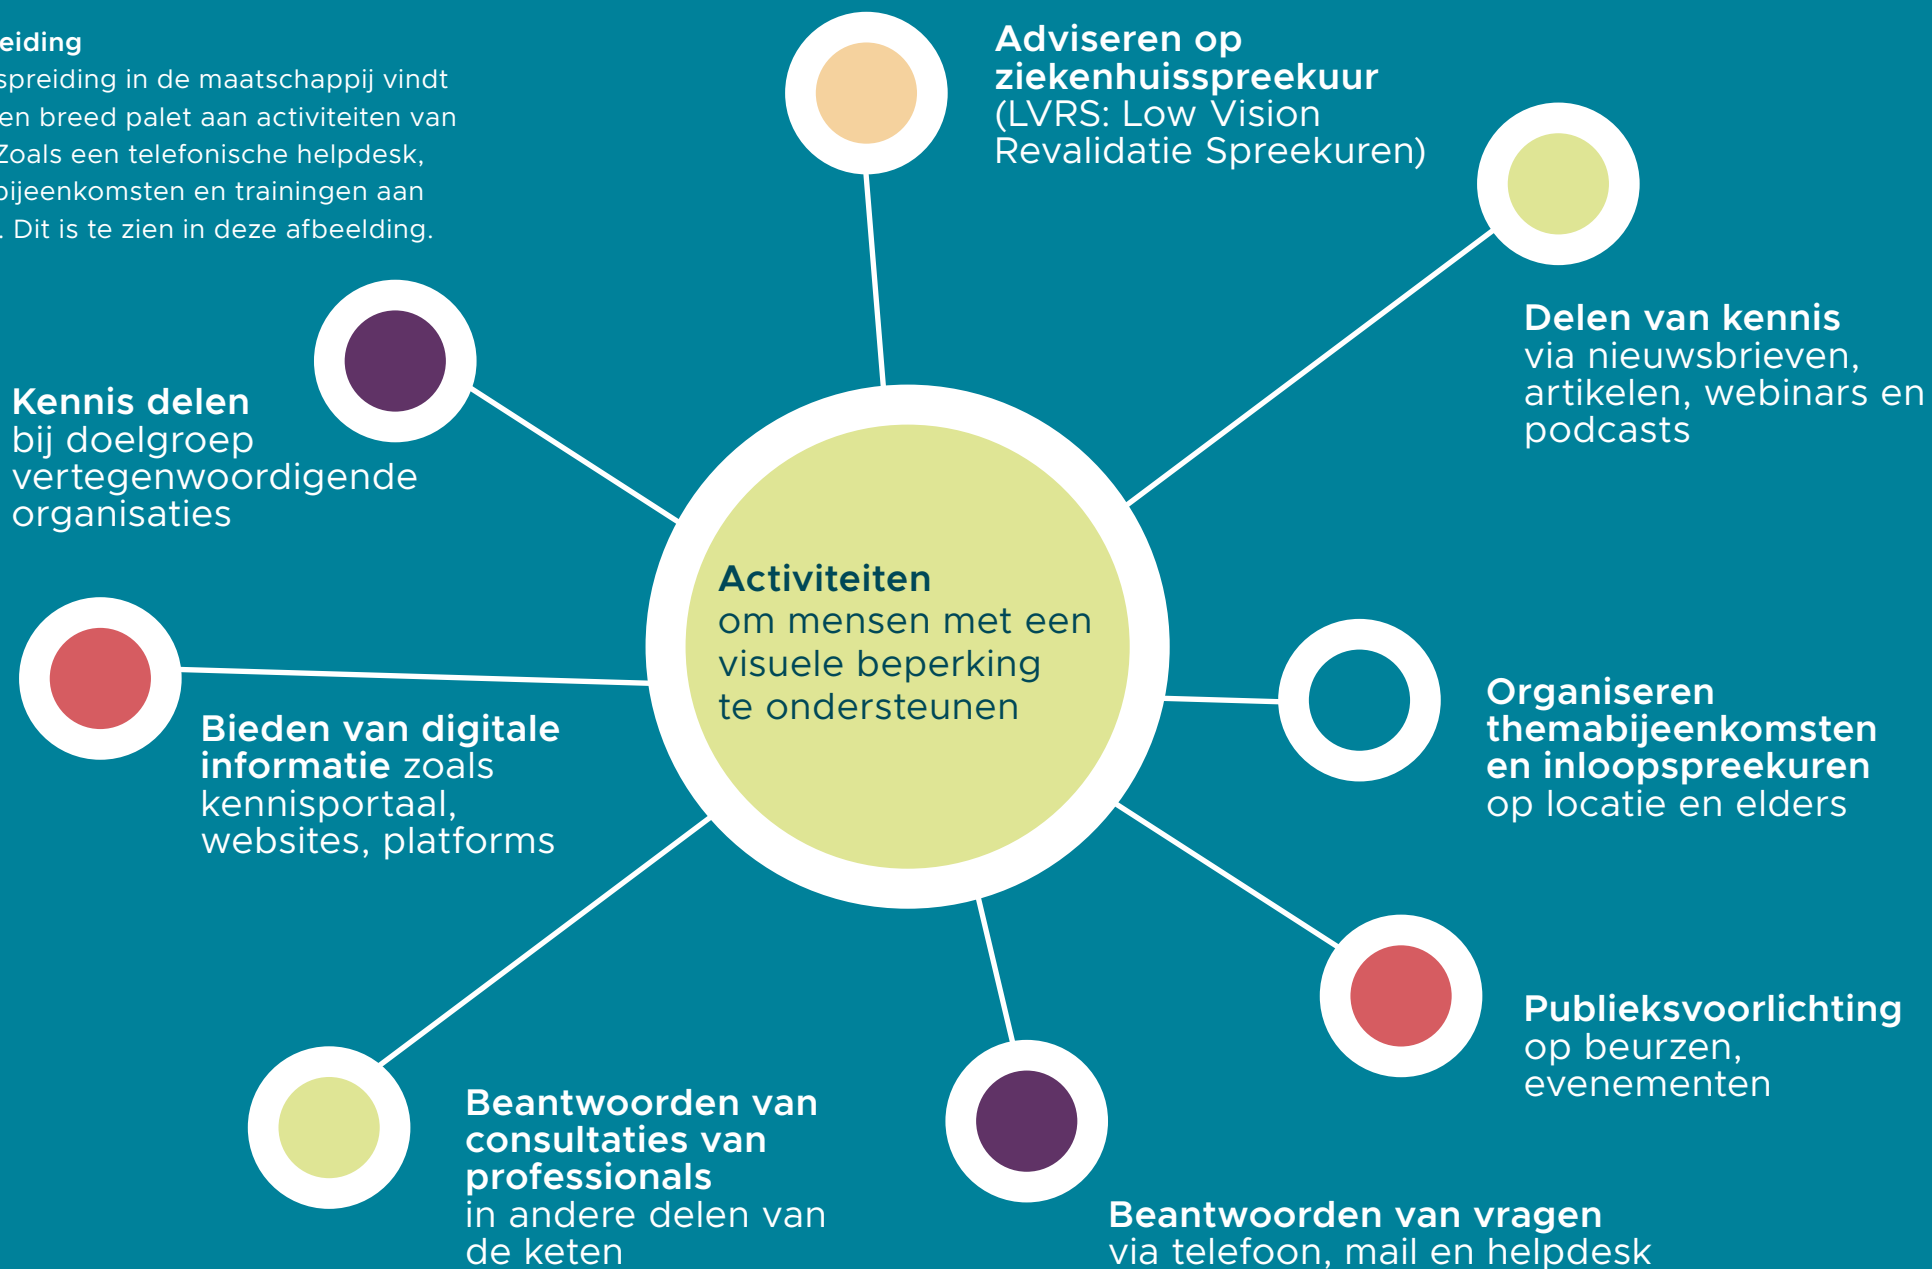 eiding
spreiding in de maatschappij vindt
en breed palet aan activiteiten van
Zoals een telefonische helpdesk,
bijeenkomsten en trainingen aan
. Dit is te zien in deze afbeelding.
Adviseren op
ziekenhuisspreekuur
(LVRS: Low Vision
Revalidatie Spreekuren)
Delen van kennis
via nieuwsbrieven,
artikelen, webinars en
podcasts
Kennis delen
bij doelgroep
vertegenwoordigende
organisaties
Activiteiten
om mensen met een
visuele beperking
te ondersteunen
Bieden van digitale
informatie zoals
kennisportaal,
websites, platforms
Organiseren
themabijeenkomsten
en inloopspreekuren
op locatie en elders
Publieksvoorlichting
op beurzen,
evenementen
Beantwoorden van
consultaties van
professionals
in andere delen van
de keten
Beantwoorden van vragen
via telefoon, mail en helpdesk